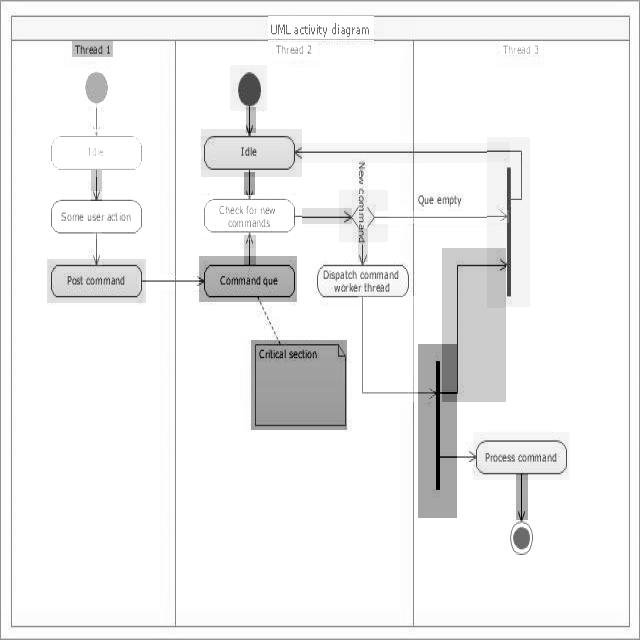 UML activity diagram
Thread 1
Thread 2
Thread 3
Idle
Some user action
Post command
Idle
Check for new
commands
Command que
Critical section
New command
Que empty
Dispatch command
worker thread
Process command